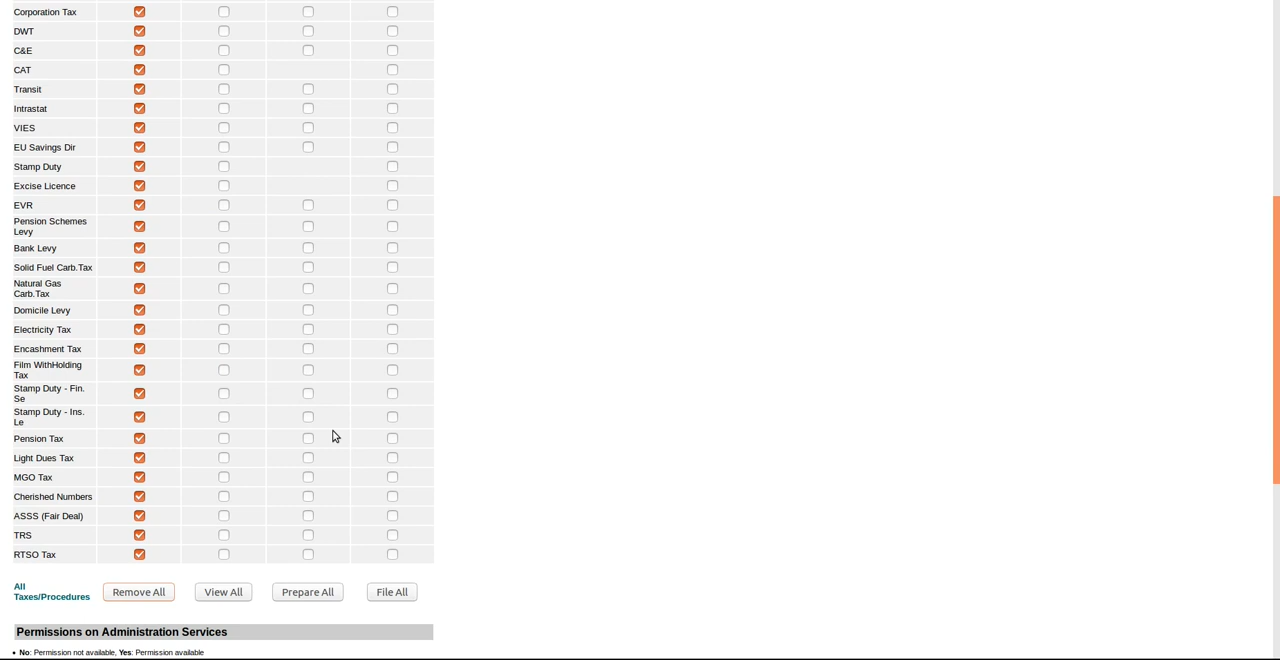 Corporation Tax
DWT
C&E
CAT
Transit
Intrastat
VIES
EU Savings Dir
Stamp Duty
Excise Licence
EVR
Pension Schemes
Levy
Bank Levy
Solid Fuel Carb.Tax
Natural Gas
Carb.Tax
Domicile Levy
Electricity Tax
Encashment Tax
Film WithHolding
Tax
Stamp Duty - Fin.
Se
Stamp Duty - Ins.
Le
Pension Tax
Light Dues Tax
MGO Tax
Cherished Numbers
ASSS (Fair Deal)
TRS
RTSO Tax
All
Taxes/Procedures
Remove All View All Prepare All File All
Permissions on Administration Services
• No: Permission not available, Yes: Permission available